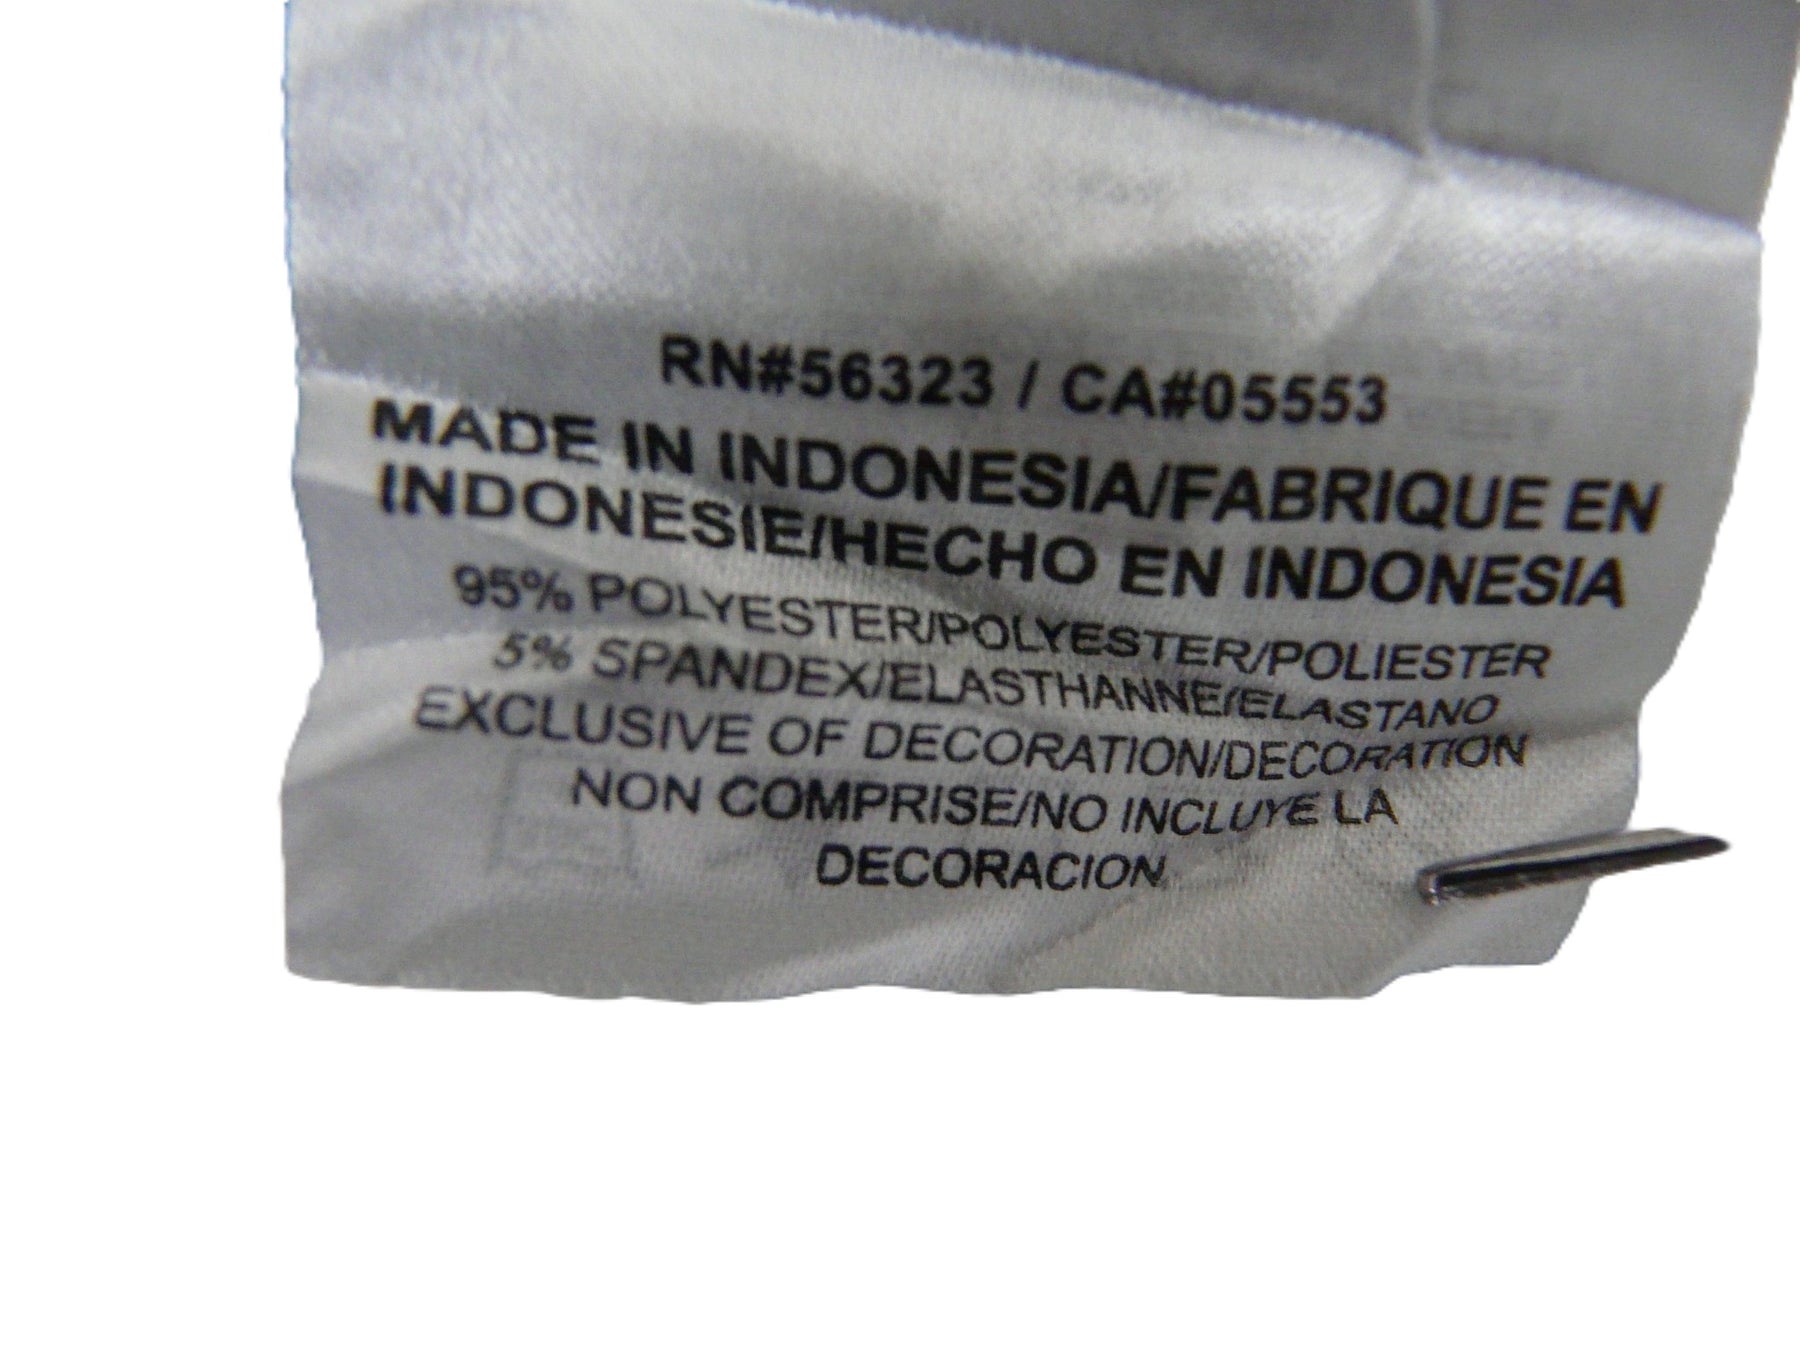 RN#56323 / CA#05553
MADE IN INDONESIA/FABRIQUE EN
INDONESIE/HECHO EN INDONESIA
95% POLYESTER/POLYESTER/POLIESTER
5% SPANDEX/ELASTHANNE/ELASTANO
EXCLUSIVE OF DECORATION/DECORATION
NON COMPRISE/NO INCLUYE LA
DECORACION